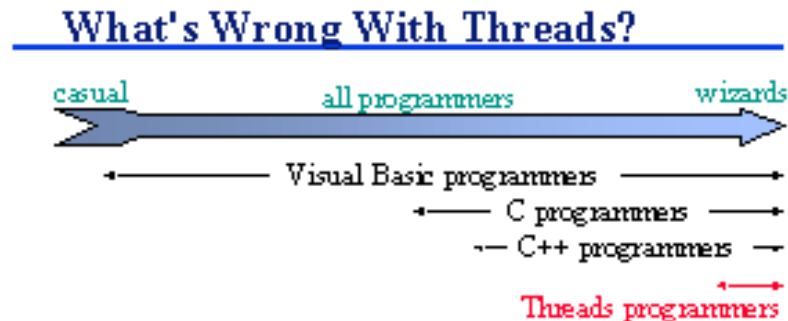 What's Wrong With Threads?
casual all programmers wizards
Visual Basic programmers
C programmers
C++ programmers
Threads programmers